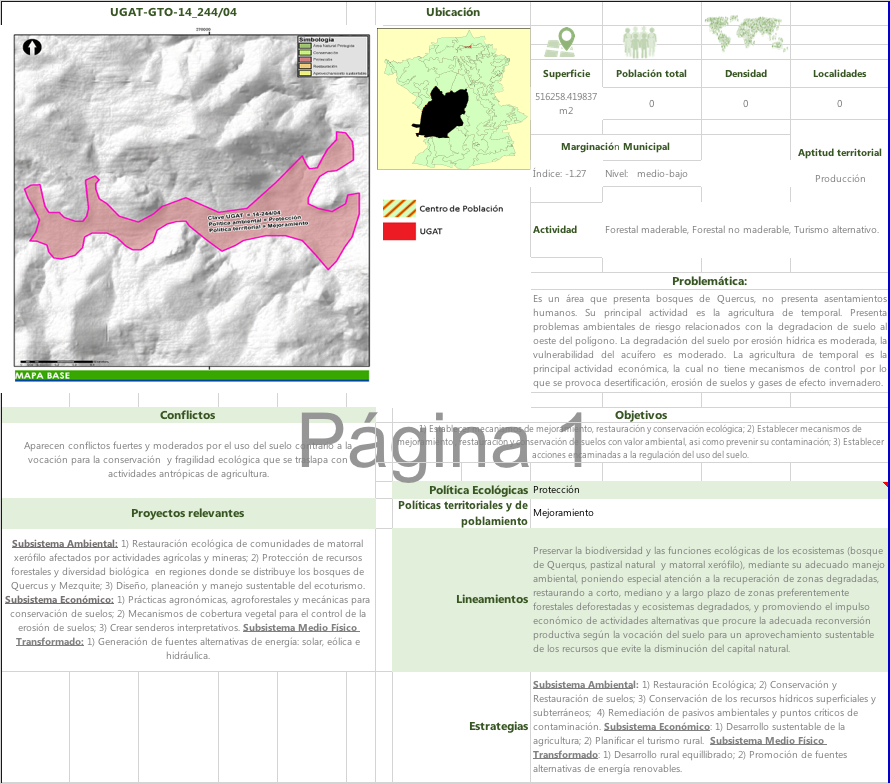 UGAT-GTO-14_244/04
Ubicación
Simbología
Área Natural Protegida
Conservación
Protección
Restauración
Aprovechamiento sustentable
Clave UGAT = 14-244/04
Política ambiental = Protección
Política territorial = Mejoramiento
MAPA BASE
Centro de Población
UGAT
Superficie
Población total
Densidad
Localidades
516258.419837
m2
0
0
0
Marginación Municipal
Aptitud territorial
Índice: -1.27
Nivel: medio-bajo
Producción
Actividad
Forestal maderable, Forestal no maderable, Turismo alternativo.
Problemática:
Es un área que presenta bosques de Quercus, no presenta asentamientos
humanos. Su principal actividad es la agricultura de temporal. Presenta
problemas ambientales de riesgo relacionados con la degradacion de suelo al
oeste del polígono. La degradación del suelo por erosión hídrica es moderada, la
vulnerabilidad del acuífero es moderado. La agricultura de temporal es la
principal actividad económica, la cual no tiene mecanismos de control por lo
que se provoca desertificación, erosión de suelos y gases de efecto invernadero.
Conflictos
Aparecen conflictos fuertes y moderados por el uso del suelo contrario a la
vocación para la conservación y fragilidad ecológica que se traslapa con
actividades antrópicas de agricultura.
Página 1
Objetivos
1) Establecer mecanismos de mejoramiento, restauración y conservación ecológica; 2) Establecer mecanismos de
mejoramiento, restauración y conservación de suelos con valor ambiental, asi como prevenir su contaminación; 3) Establecer
acciones encaminadas a la regulación del uso del suelo.
Política Ecológicas
Protección
Políticas territoriales y de
poblamiento
Mejoramiento
Proyectos relevantes
Subsistema Ambiental: 1) Restauración ecológica de comunidades de matorral
xerófilo afectados por actividades agrícolas y mineras; 2) Protección de recursos
forestales y diversidad biológica en regiones donde se distribuye los bosques de
Quercus y Mezquite; 3) Diseño, planeación y manejo sustentable del ecoturismo.
Subsistema Económico: 1) Prácticas agronómicas, agroforestales y mecánicas para
conservación de suelos; 2) Mecanismos de cobertura vegetal para el control de la
erosión de suelos; 3) Crear senderos interpretativos. Subsistema Medio Físico
Transformado: 1) Generación de fuentes alternativas de energía: solar, eólica e
hidráulica.
Lineamientos
Preservar la biodiversidad y las funciones ecológicas de los ecosistemas (bosque
de Querqus, pastizal natural y matorral xerófilo), mediante su adecuado manejo
ambiental, poniendo especial atención a la recuperación de zonas degradadas,
restaurando a corto, mediano y a largo plazo de zonas preferentemente
forestales deforestadas y ecosistemas degradados, y promoviendo el impulso
económico de actividades alternativas que procure la adecuada reconversión
productiva según la vocación del suelo para un aprovechamiento sustentable
de los recursos que evite la disminución del capital natural.
Estrategias
Subsistema Ambiental: 1) Restauración Ecológica; 2) Conservación y
Restauración de suelos; 3) Conservación de los recursos hídricos superficiales y
subterráneos; 4) Remediación de pasivos ambientales y puntos críticos de
contaminación. Subsistema Económico: 1) Desarrollo sustentable de la
agricultura; 2) Planificar el turismo rural. Subsistema Medio Físico
Transformado: 1) Desarrollo rural equillibrado; 2) Promoción de fuentes
alternativas de energía renovables.